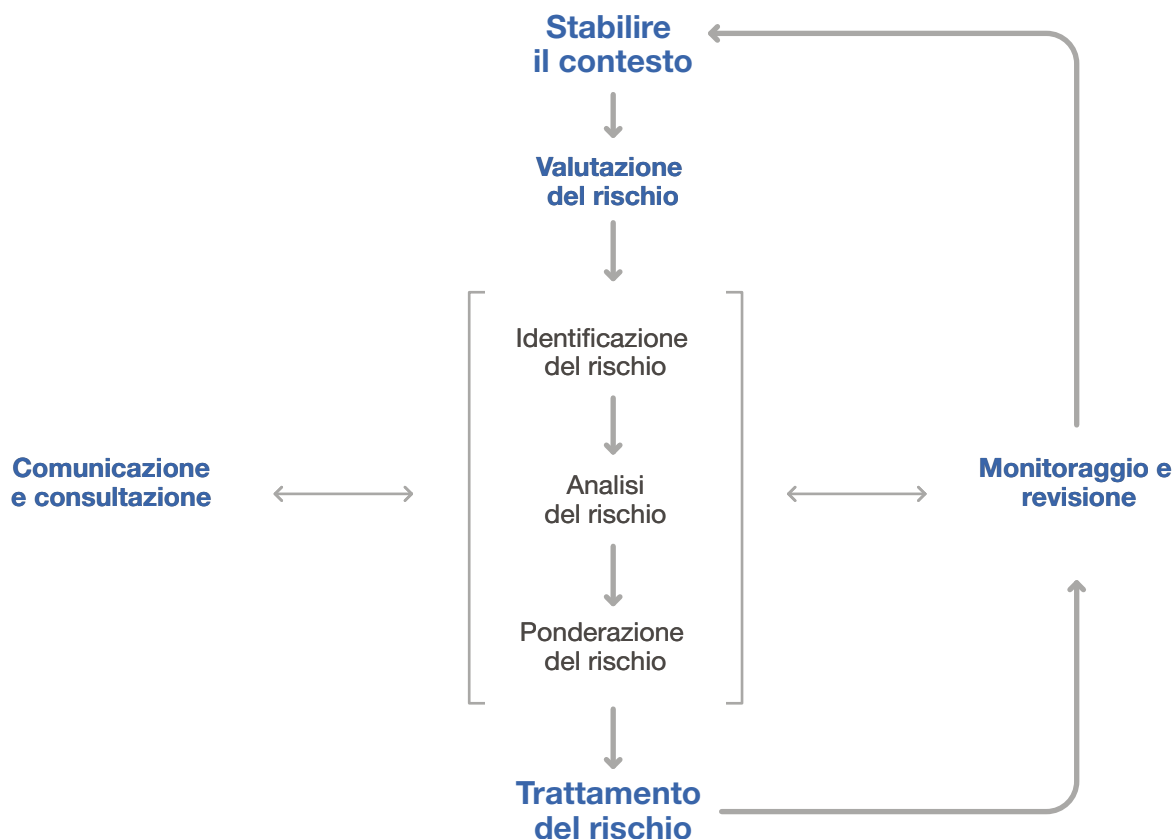 Stabilire
il contesto
Valutazione
del rischio
Identificazione
del rischio
Comunicazione
e consultazione
Analisi
del rischio
Monitoraggio e
revisione
Ponderazione
del rischio
Trattamento
del rischio